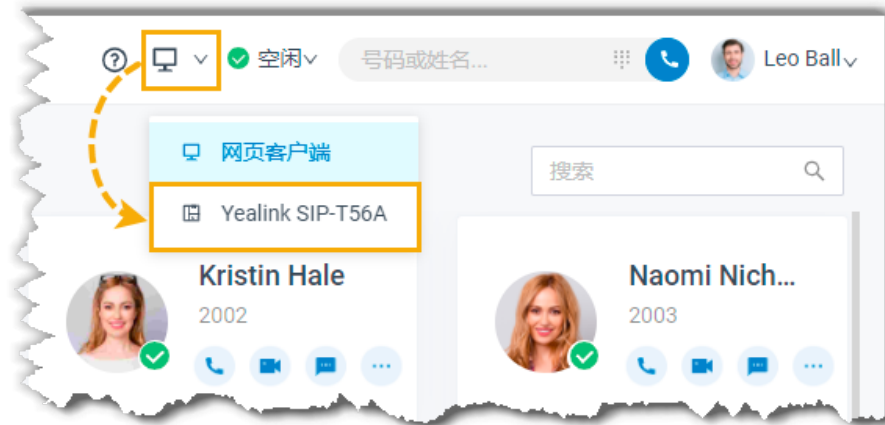 空闲
号码或姓名...
Leo Ball
网页客户端
搜索
Yealink SIP-T56A
Kristin Hale
Naomi Nich...
2002
2003